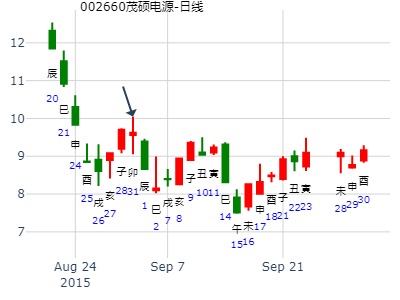 002660茂硕电源-日线
12
11
10
9
8
7
辰
20
巳
21
申
24
酉
25
戌
26
亥
27
子
28
卯
31
辰
1
巳
2
戌
7
亥
8
子
9
丑
10
寅
11
巳
14
午
15
未
16
申
17
酉
18
子
21
丑
22
寅
23
未
28
申
29
酉
30
Aug 24
2015
Sep 7
Sep 21